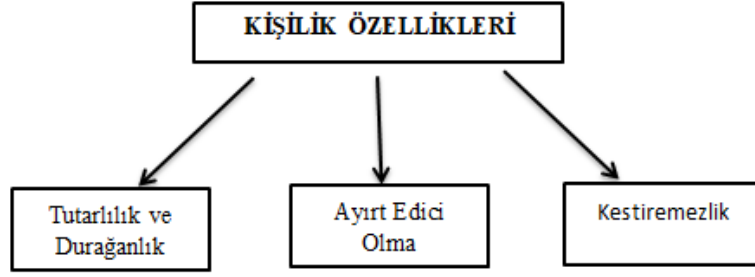 KİŞİLİK ÖZELLİKLERİ
Tutarlılık ve
Durağanlık
Ayırt Edici
Olma
Kestiremezlik